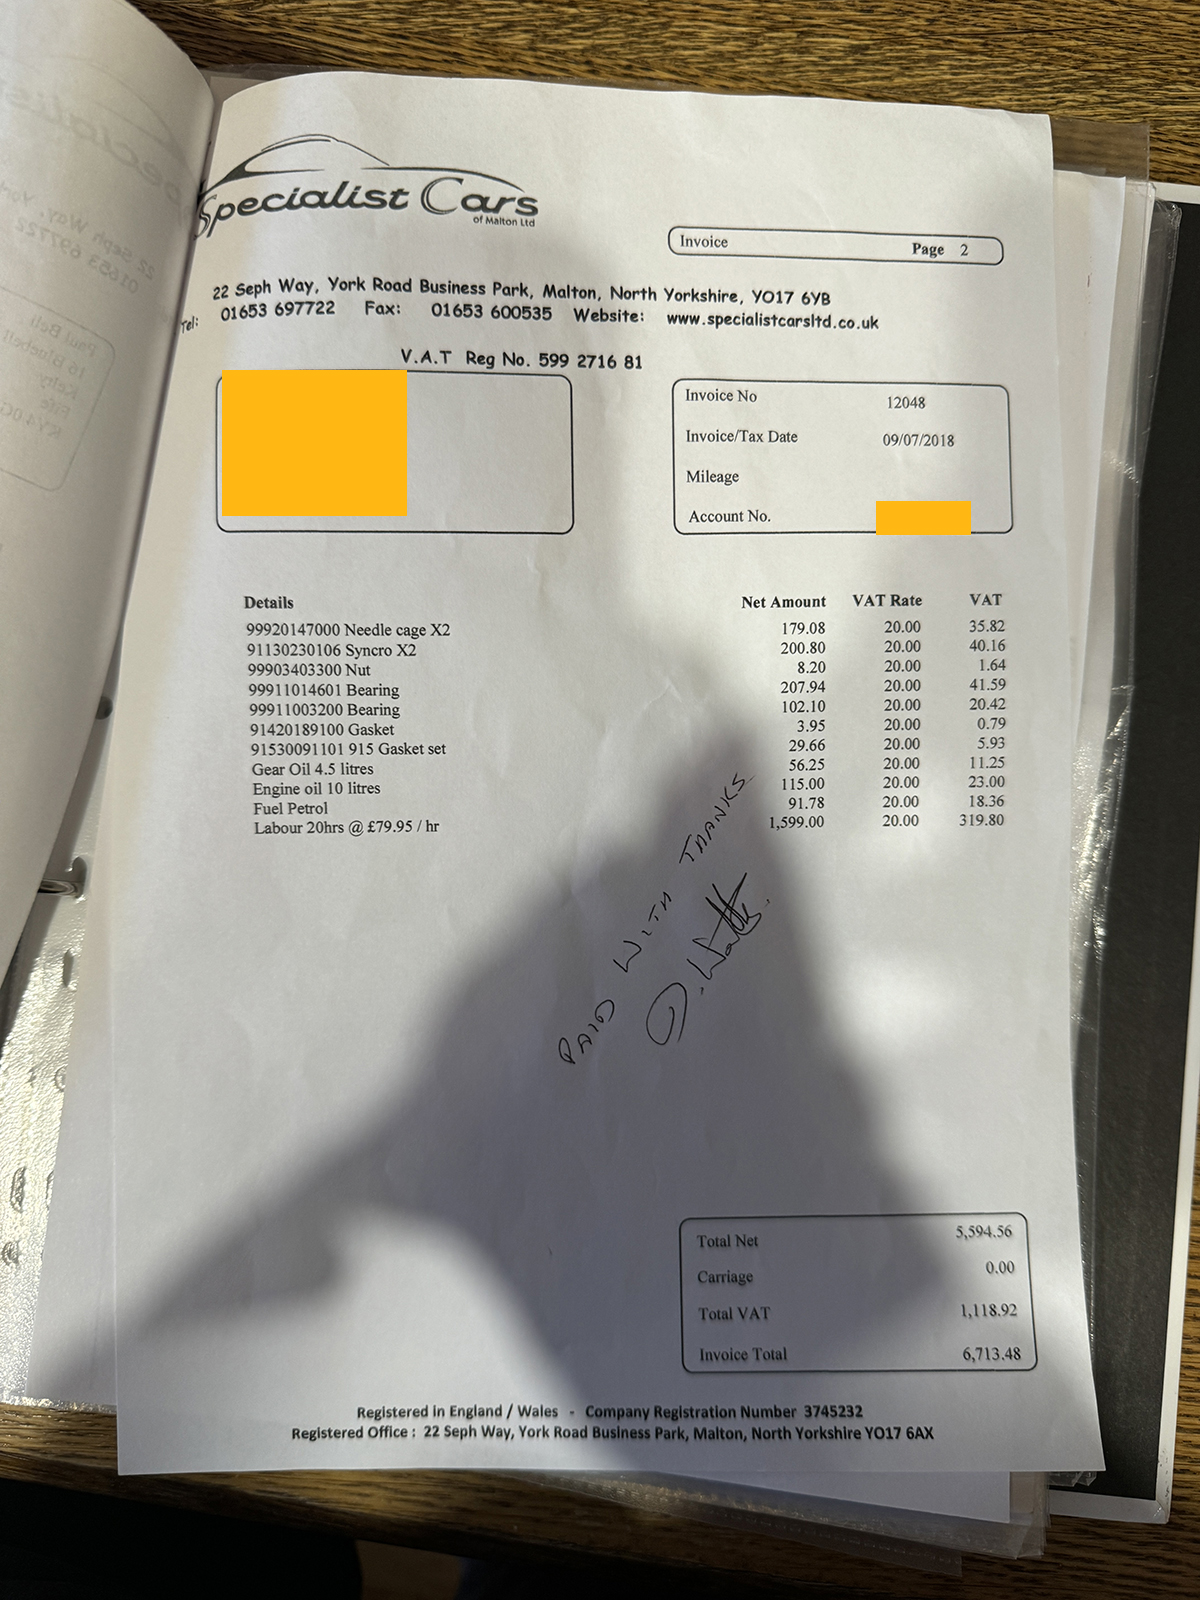 Specialist Cars
of Malton Ltd
Invoice Page 2
22 Seph Way, York Road Business Park, Malton, North Yorkshire, YO17 6YB
Tel: 01653 697722 Fax: 01653 600535 Website: www.specialistcarsltd.co.uk
V.A.T Reg No. 599 2716 81
Invoice No 12048
Invoice/Tax Date 09/07/2018
Mileage
Account No.
Details Net Amount VAT Rate VAT
99920147000 Needle cage X2 179.08 20.00 35.82
91130230106 Syncro X2 200.80 20.00 40.16
99903403300 Nut 8.20 20.00 1.64
99911014601 Bearing 207.94 20.00 41.59
99911003200 Bearing 102.10 20.00 20.42
91420189100 Gasket 3.95 20.00 0.79
91530091101 915 Gasket set 29.66 20.00 5.93
Gear Oil 4.5 litres 56.25 20.00 11.25
Engine oil 10 litres 115.00 20.00 23.00
Fuel Petrol 91.78 20.00 18.36
Labour 20hrs @ £79.95 / hr 1,599.00 20.00 319.80
PAID WITH THANKS
Total Net 5,594.56
Carriage 0.00
Total VAT 1,118.92
Invoice Total 6,713.48
Registered in England / Wales - Company Registration Number 3745232
Registered Office : 22 Seph Way, York Road Business Park, Malton, North Yorkshire YO17 6AX